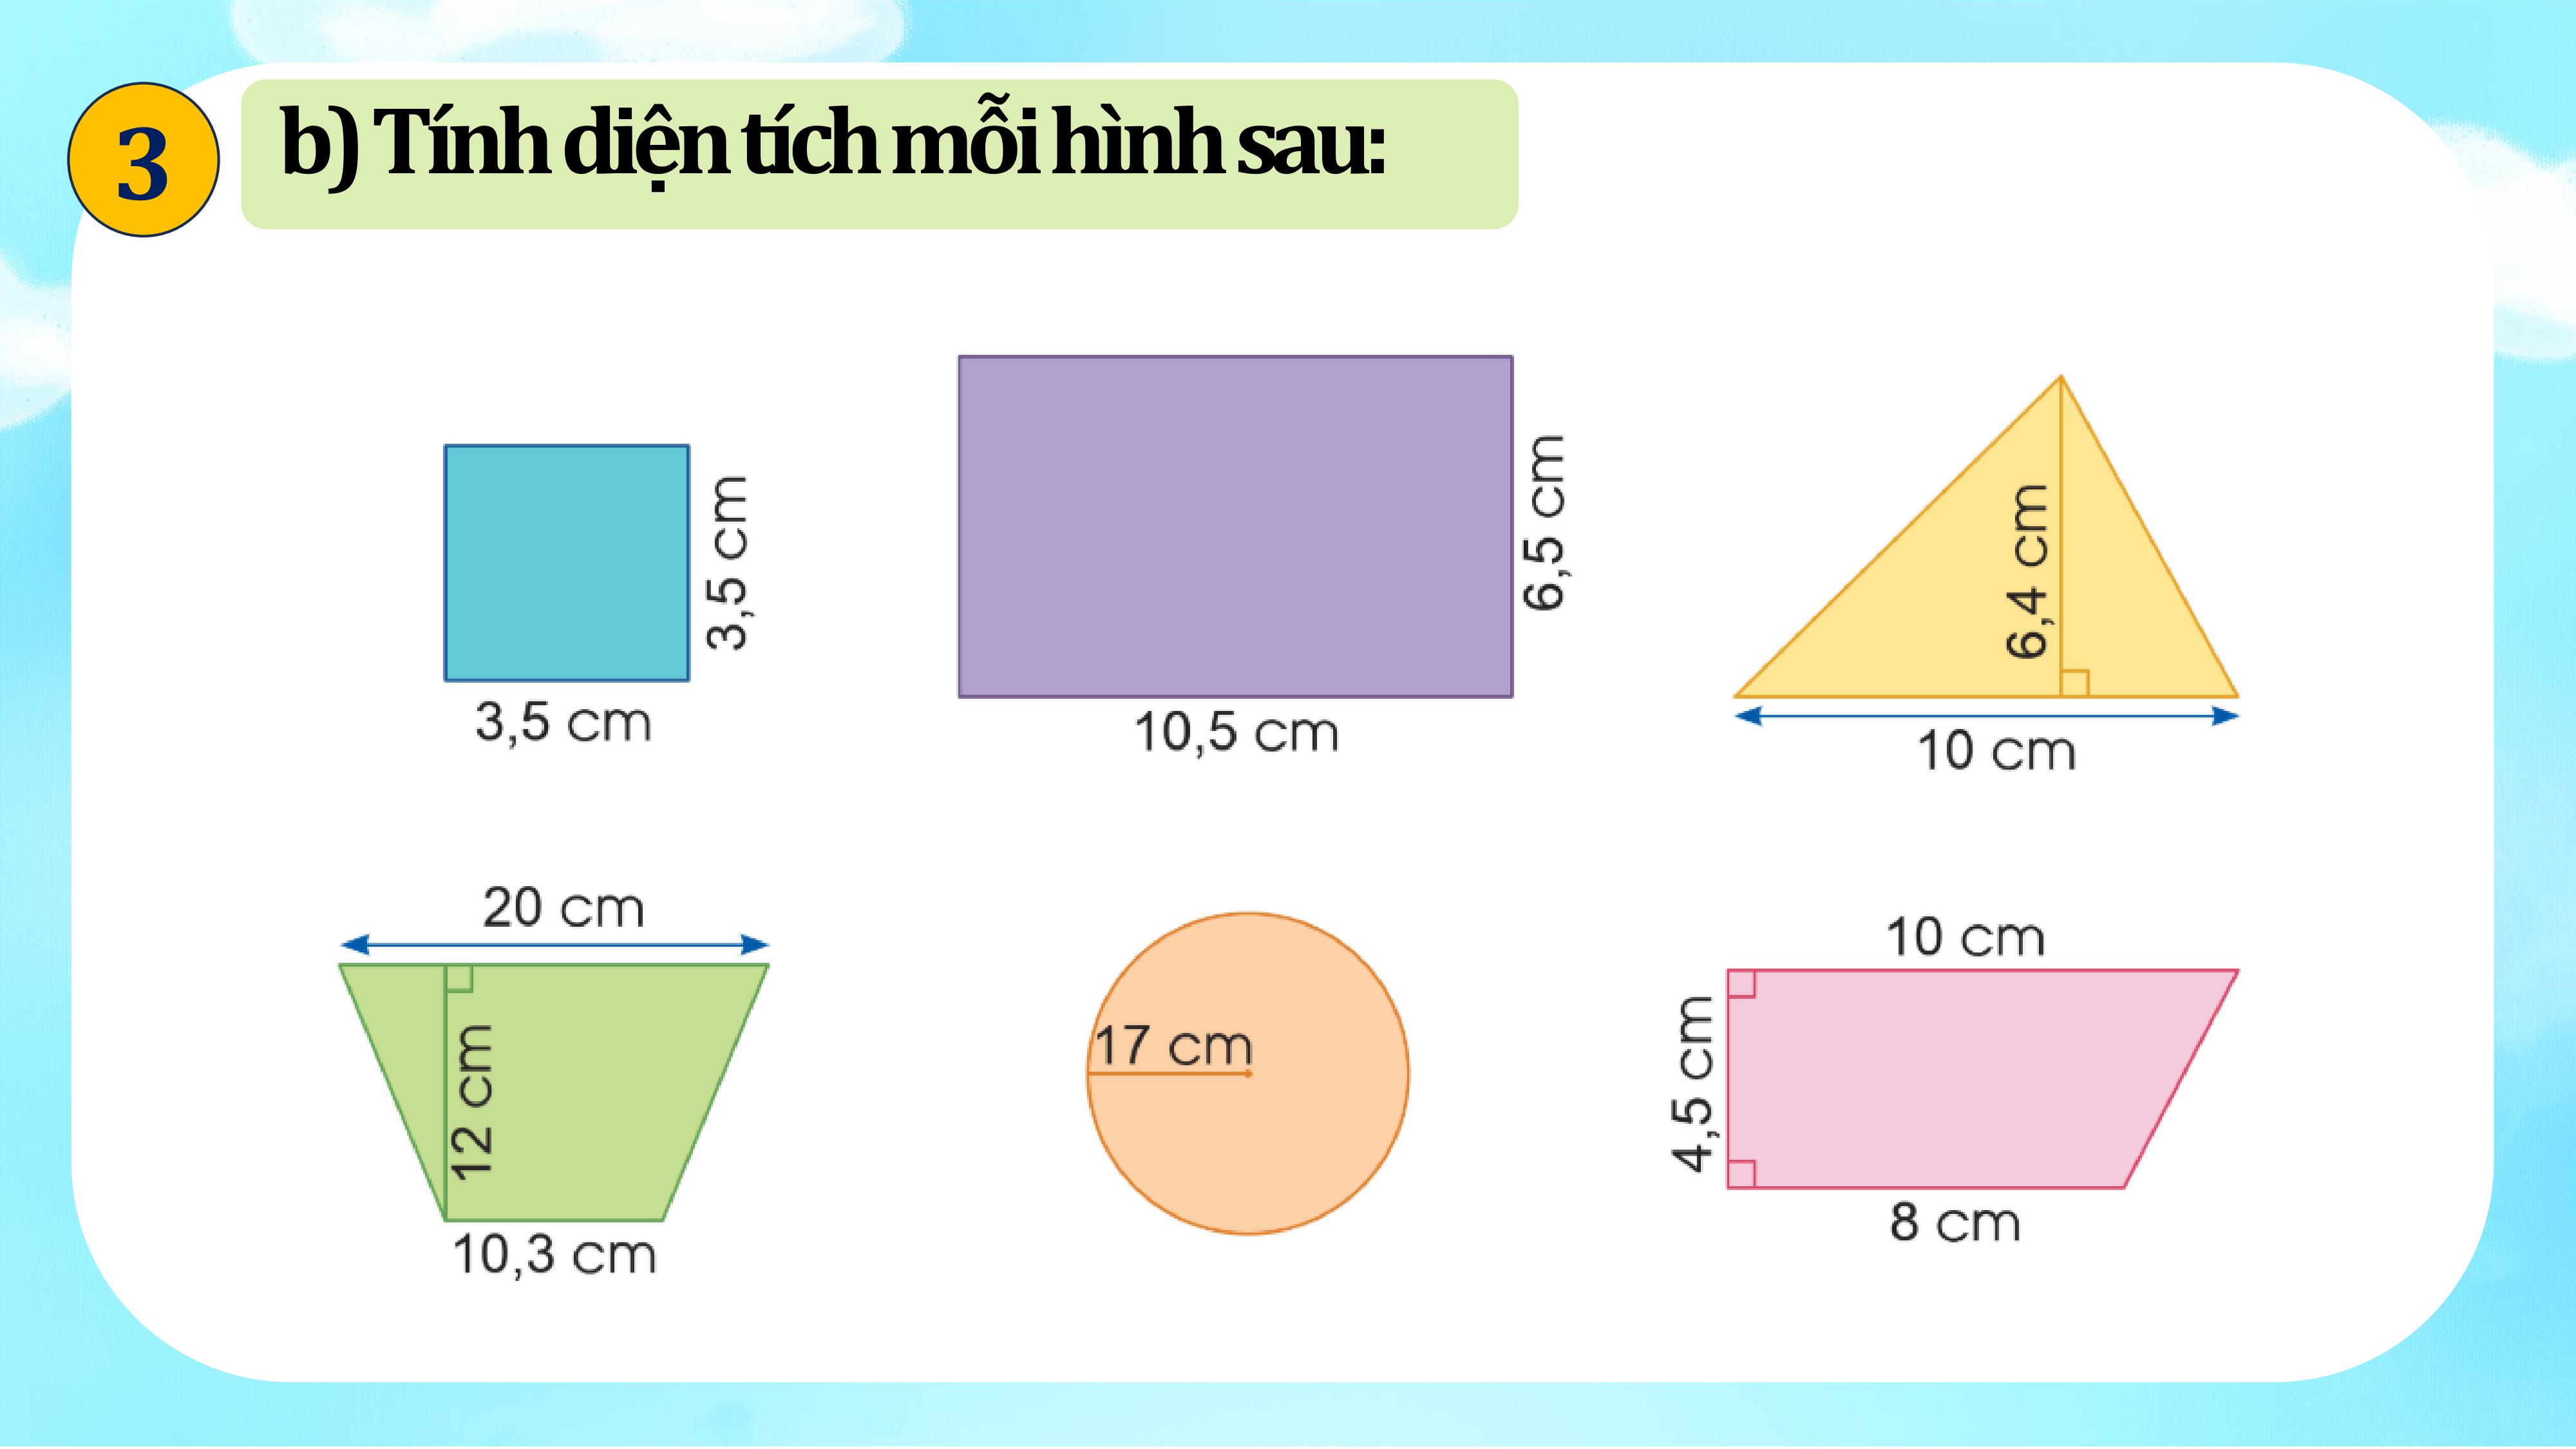 3
b) Tính diện tích mỗi hình sau:
3,5 cm
3,5 cm
6,5 cm
10,5 cm
6,4 cm
10 cm
20 cm
12 cm
10,3 cm
17 cm
10 cm
4,5 cm
8 cm